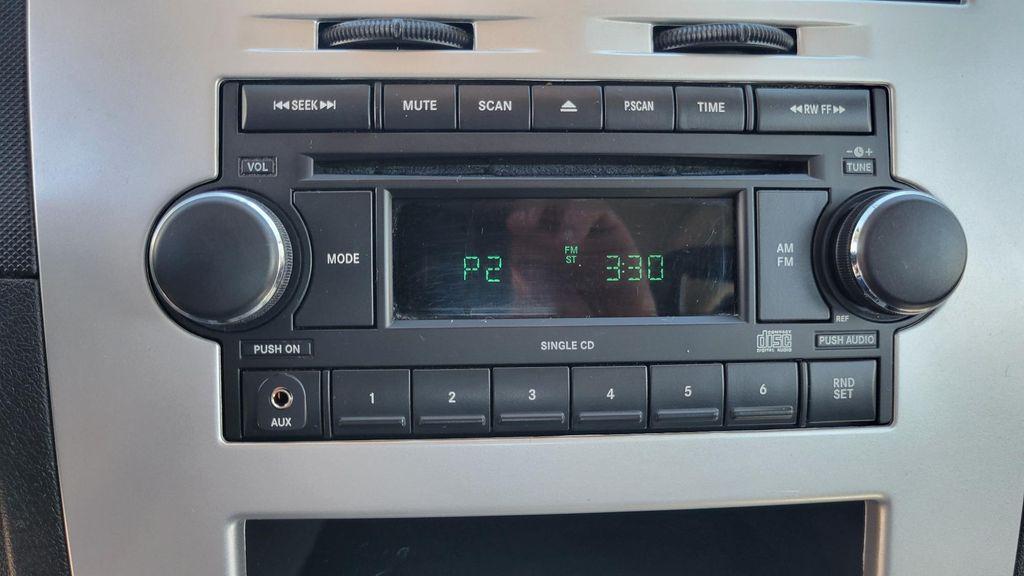 SEEK MUTE SCAN P.SCAN TIME RW FF
VOL TUNE
MODE
P2 FM ST 3:30
AM
FM
REF
PUSH ON SINGLE CD COMPACT disc DIGITAL AUDIO PUSH AUDIO
AUX 1 2 3 4 5 6 RND
SET